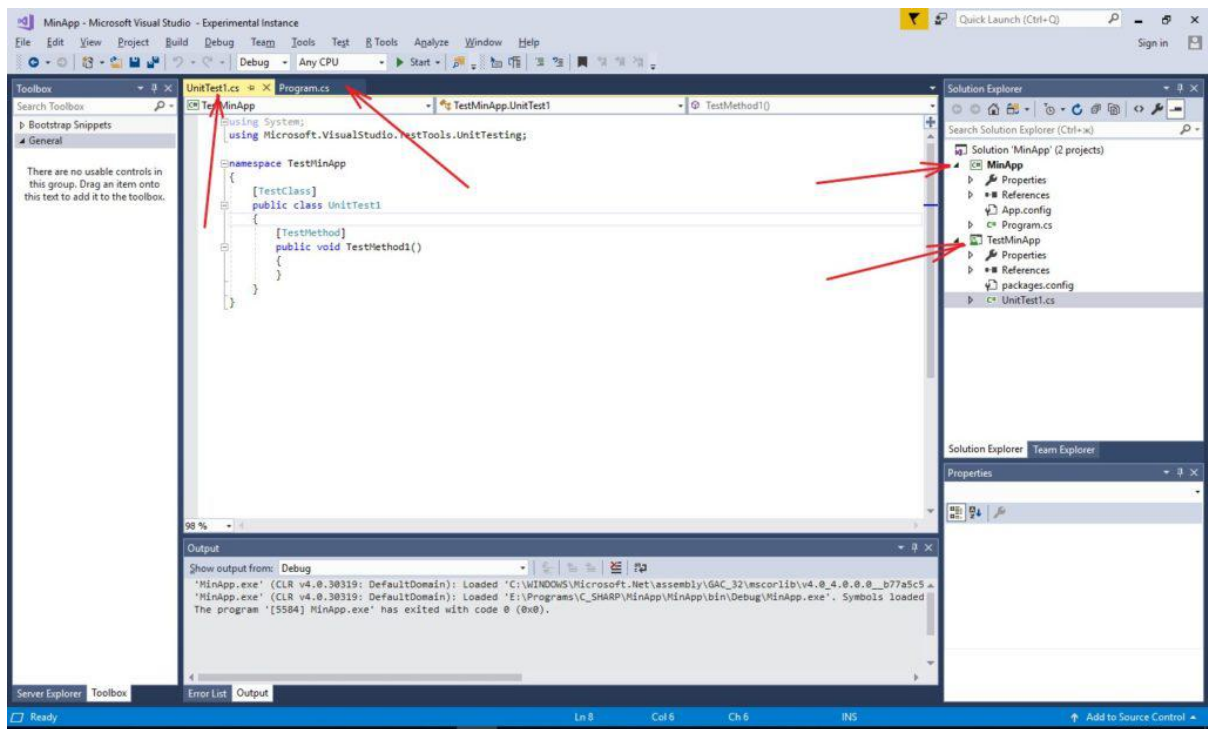 MinApp - Microsoft Visual Studio - Experimental Instance
Quick Launch (Ctrl+Q)
File Edit View Project Build Debug Team Tools Test R Tools Analyze Window Help
Sign in
Debug Any CPU Start
Toolbox
UnitTest1.cs Program.cs
Solution Explorer
Search Toolbox
TestMinApp TestMinApp.UnitTest1 TestMethod1()
Bootstrap Snippets
General
There are no usable controls in
this group. Drag an item onto
this text to add it to the toolbox.
using System;
using Microsoft.VisualStudio.TestTools.UnitTesting;
namespace TestMinApp
{
[TestClass]
public class UnitTest1
{
[TestMethod]
public void TestMethod1()
{
}
}
}
98 %
Search Solution Explorer (Ctrl+ж)
Solution 'MinApp' (2 projects)
MinApp
Properties
References
App.config
Program.cs
TestMinApp
Properties
References
packages.config
UnitTest1.cs
Solution Explorer Team Explorer
Properties
Output
Show output from: Debug
'MinApp.exe' (CLR v4.0.30319: DefaultDomain): Loaded 'C:\WINDOWS\Microsoft.Net\assembly\GAC_32\mscorlib\v4.0_4.0.0.0__b77a5c5
'MinApp.exe' (CLR v4.0.30319: DefaultDomain): Loaded 'E:\Programs\C_SHARP\MinApp\MinApp\bin\Debug\MinApp.exe'. Symbols loaded
The program '[5584] MinApp.exe' has exited with code 0 (0x0).
Server Explorer Toolbox
Error List Output
Ready Ln 8 Col 6 Ch 6 INS Add to Source Control